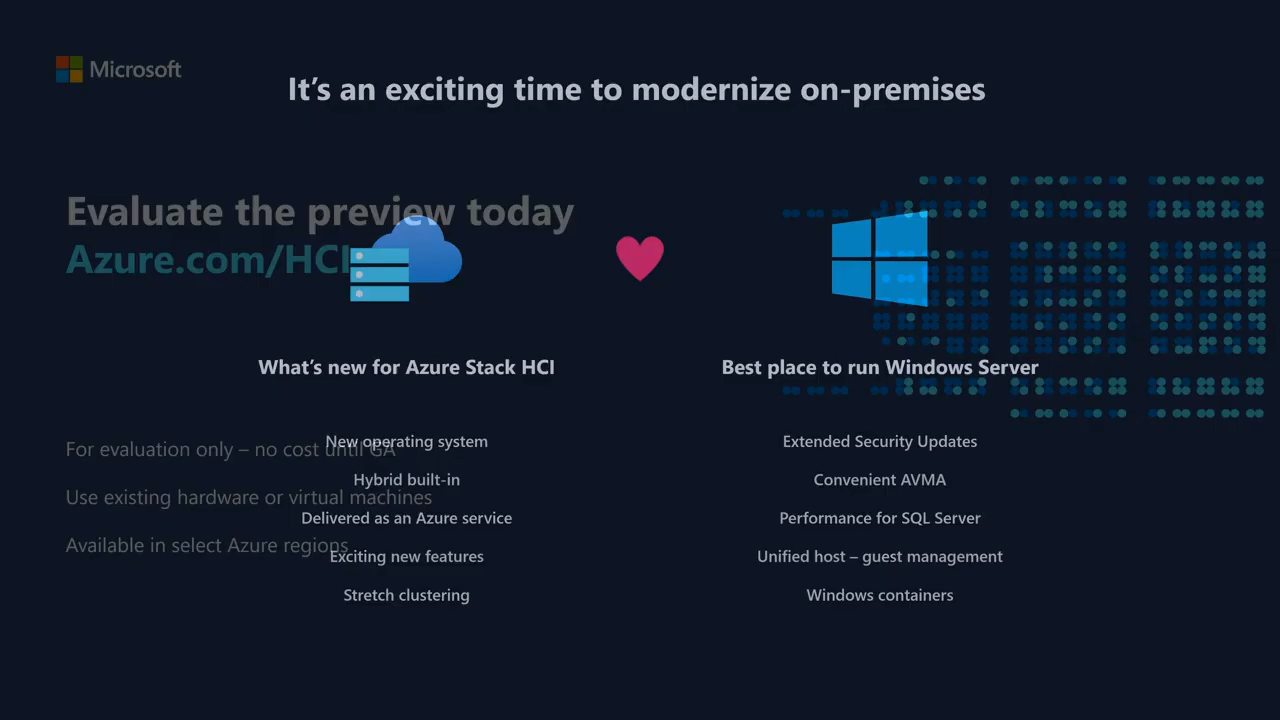 Microsoft
It’s an exciting time to modernize on-premises
Evaluate the preview today
Azure.com/HCI
What’s new for Azure Stack HCI
New operating system
Hybrid built-in
Delivered as an Azure service
Exciting new features
Stretch clustering
Best place to run Windows Server
Extended Security Updates
Convenient AVMA
Performance for SQL Server
Unified host – guest management
Windows containers
For evaluation only – no cost until GA
Use existing hardware or virtual machines
Available in select Azure regions